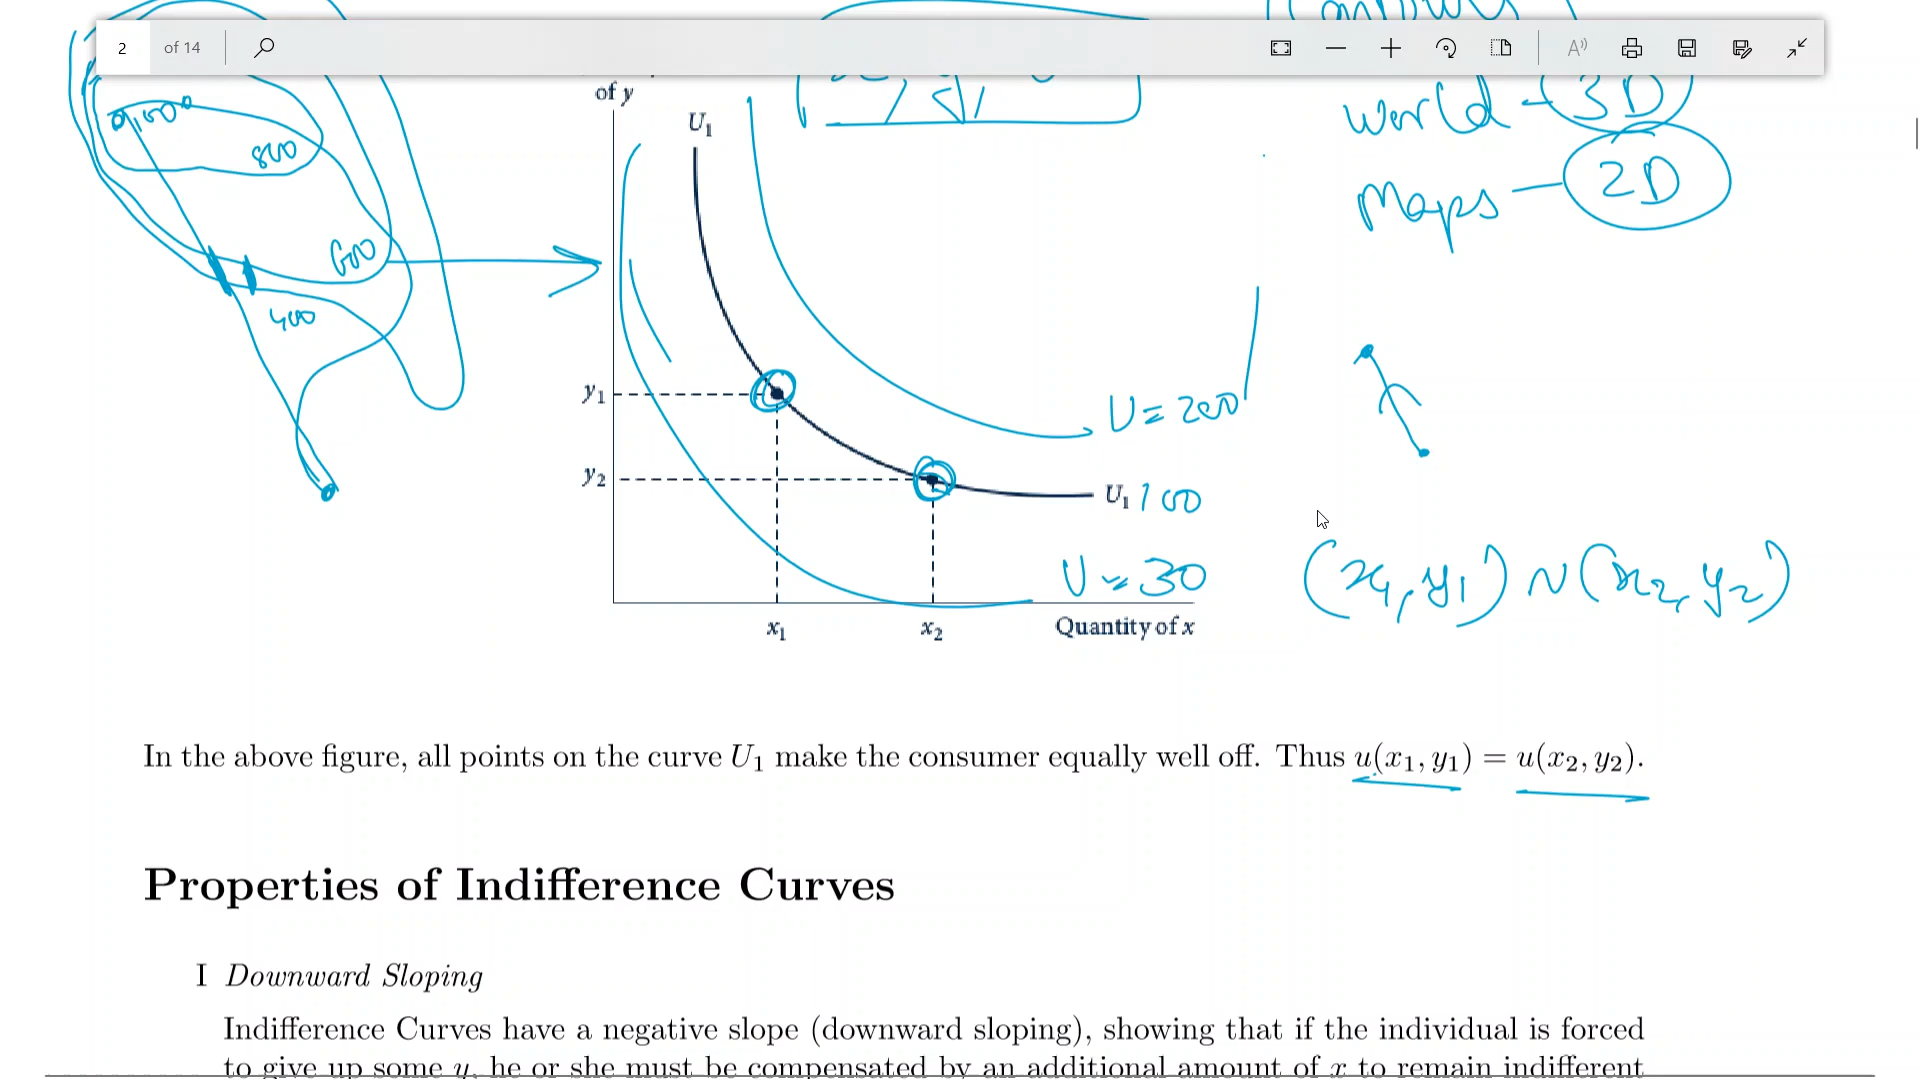 2 of 14
World - 3D
of y
U₁
1000
800
Maps — 2D
600
400
y₁
U = 200
y₂
U₁ 100
U = 30
(x₁, y₁) ~ (x₂, y₂)
x₁ x₂ Quantity of x
In the above figure, all points on the curve U₁ make the consumer equally well off. Thus u(x₁, y₁) = u(x₂, y₂).
Properties of Indifference Curves
I Downward Sloping
Indifference Curves have a negative slope (downward sloping), showing that if the individual is forced
to give up some y, he or she must be compensated by an additional amount of x to remain indifferent